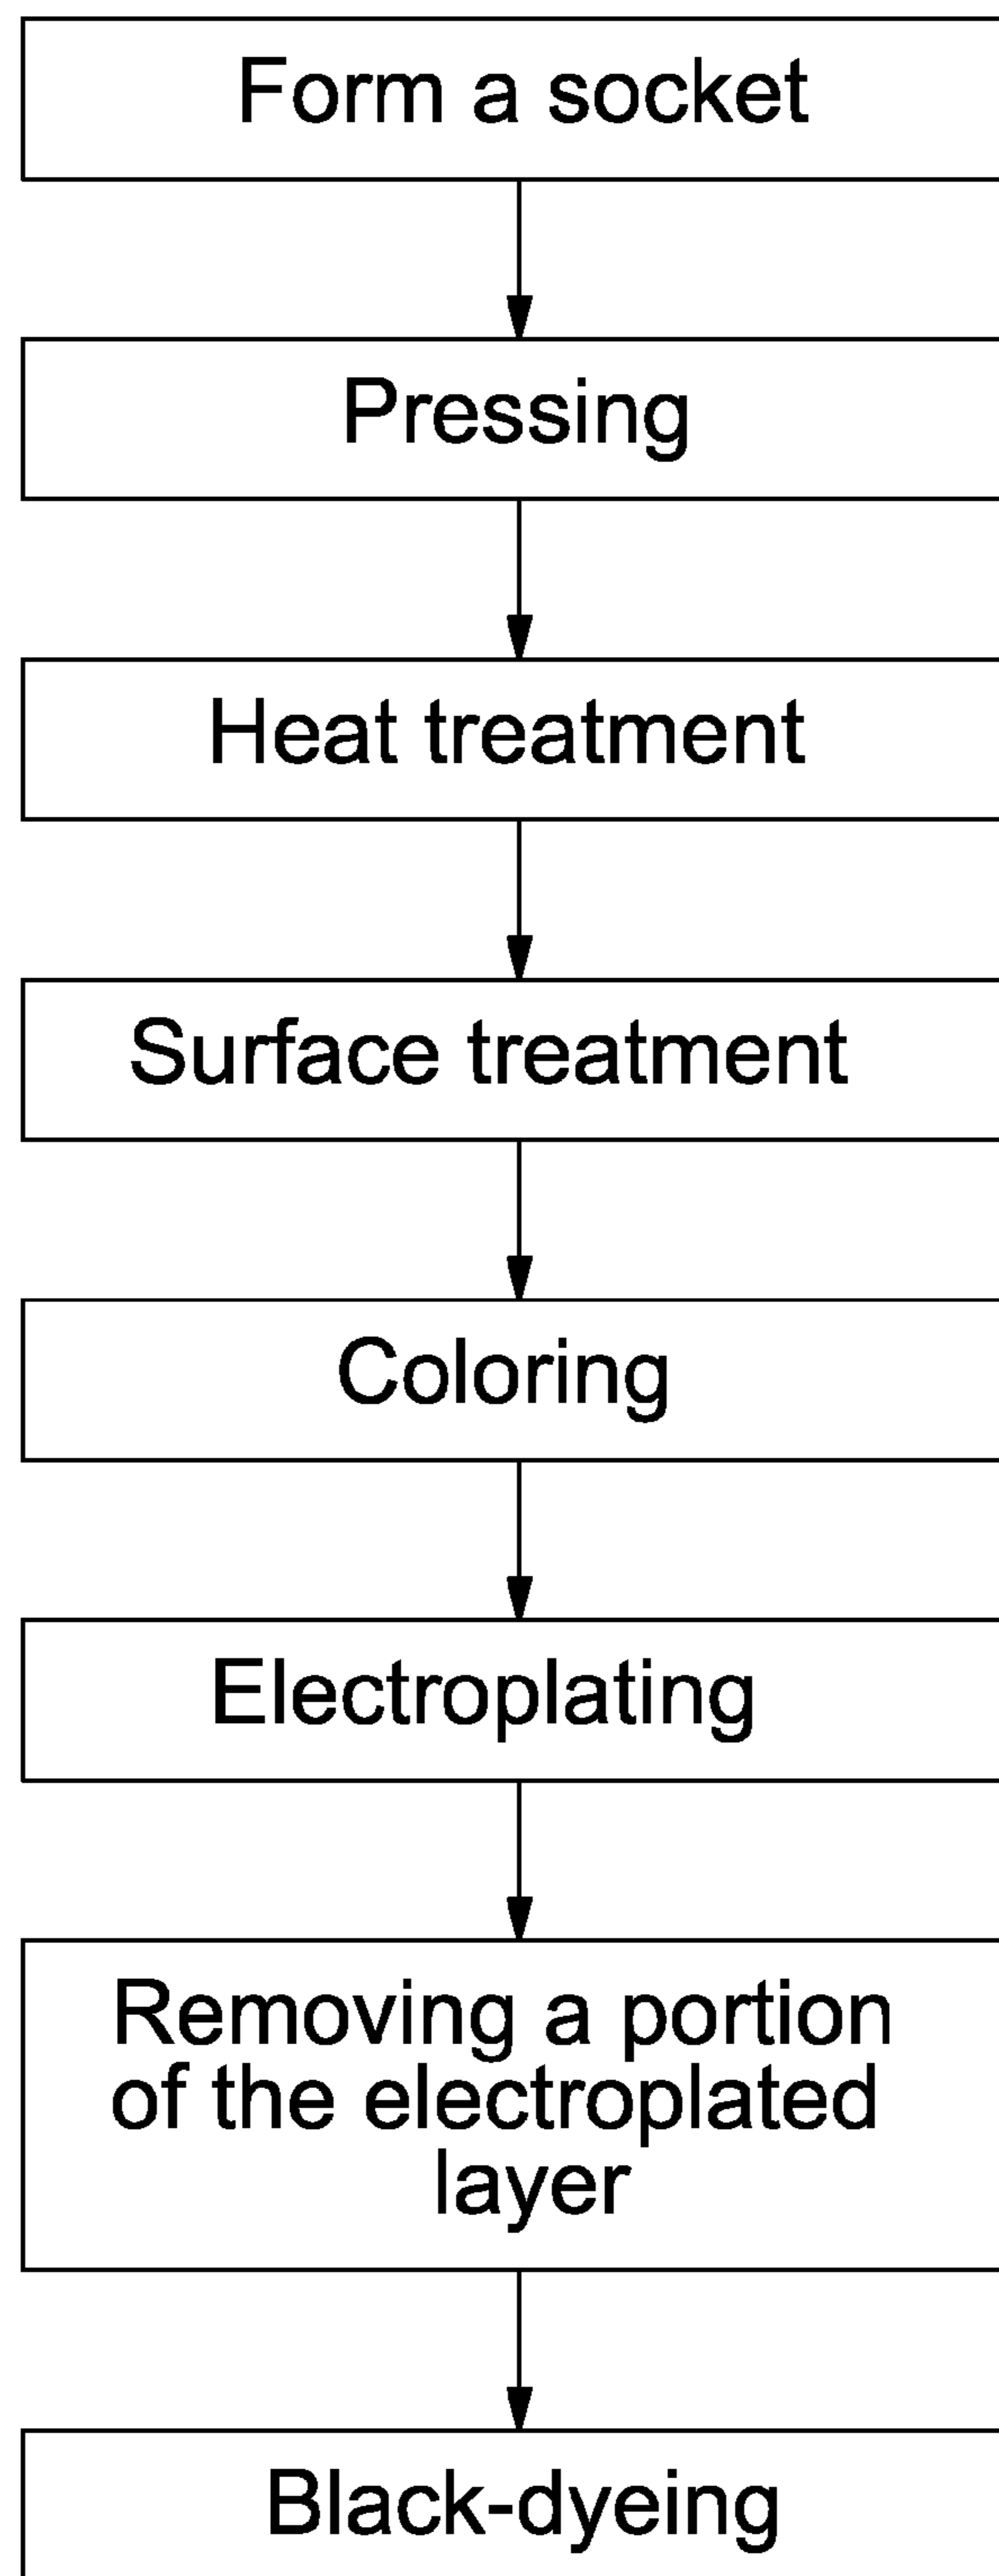 Form a socket
Pressing
Heat treatment
Surface treatment
Coloring
Electroplating
Removing a portion
of the electroplated
layer
Black-dyeing